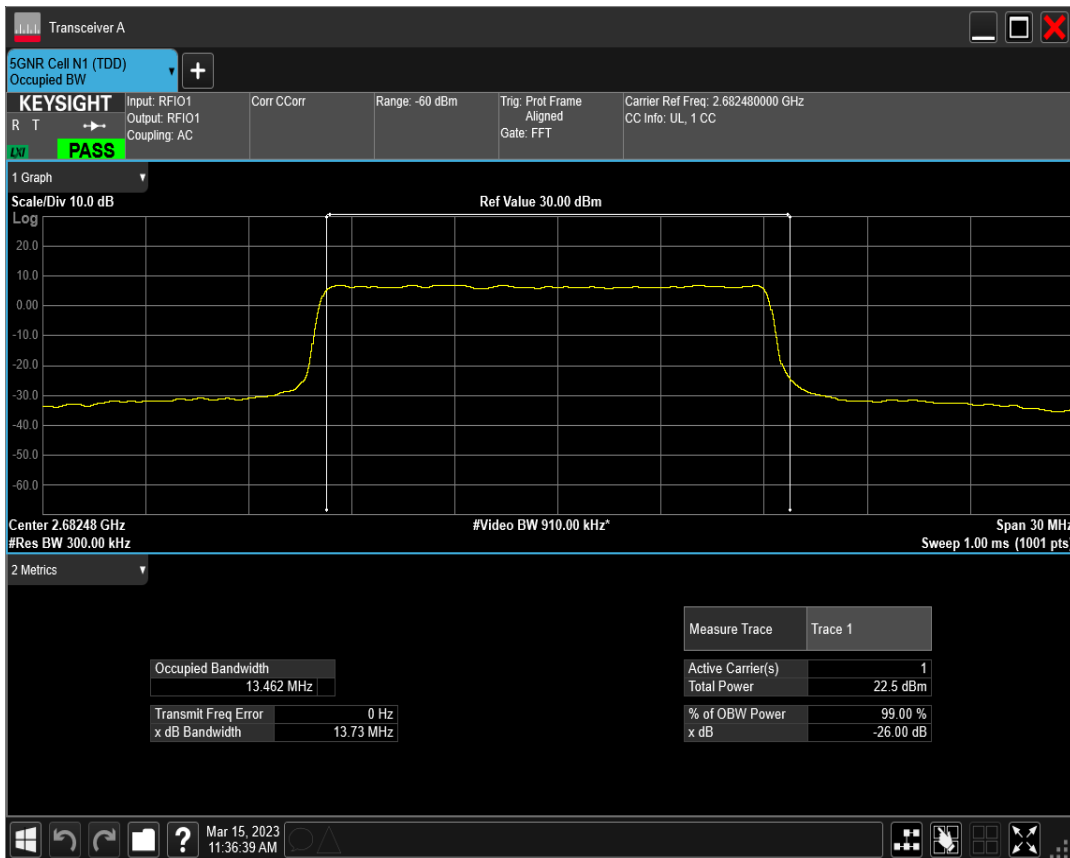 Transceiver A
5GNR Cell N1 (TDD)
Occupied BW
+
KEYSIGHT
R T
LXI
PASS
Input: RFIO1
Output: RFIO1
Coupling: AC
Corr CCorr
Range: -60 dBm
Trig: Prot Frame
Aligned
Gate: FFT
Carrier Ref Freq: 2.682480000 GHz
CC Info: UL, 1 CC
1 Graph
Scale/Div 10.0 dB
Ref Value 30.00 dBm
Log
20.0
10.0
0.00
-10.0
-20.0
-30.0
-40.0
-50.0
-60.0
Center 2.68248 GHz
#Video BW 910.00 kHz*
Span 30 MHz
#Res BW 300.00 kHz
Sweep 1.00 ms (1001 pts)
2 Metrics
Measure Trace Trace 1
Occupied Bandwidth
13.462 MHz
Active Carrier(s) 1
Total Power 22.5 dBm
Transmit Freq Error 0 Hz
x dB Bandwidth 13.73 MHz
% of OBW Power 99.00 %
x dB -26.00 dB
?
Mar 15, 2023
11:36:39 AM